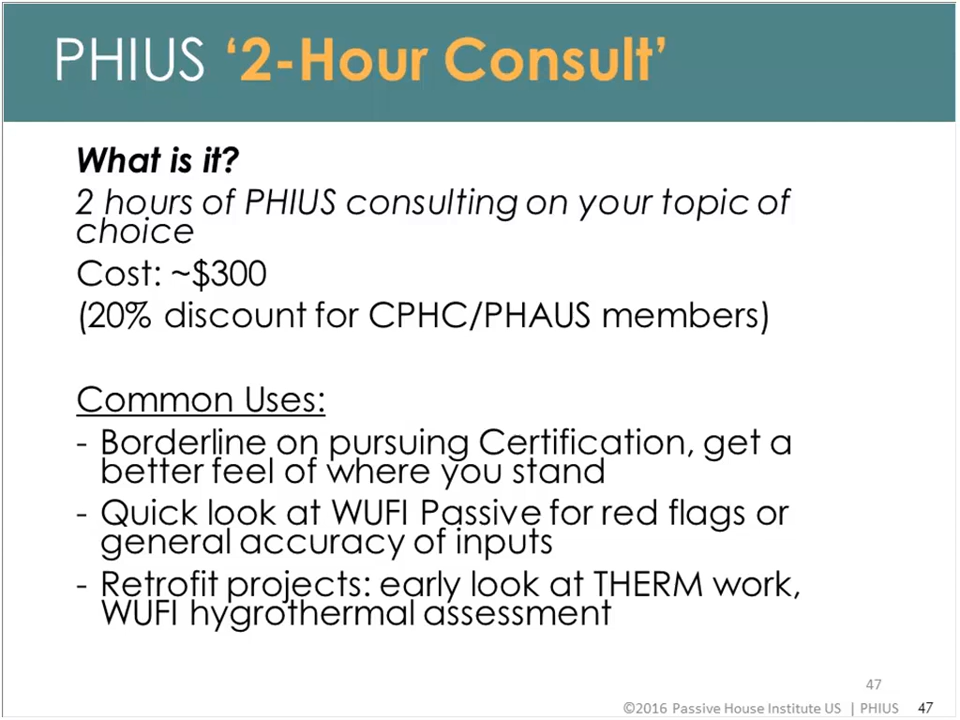 PHIUS ‘2-Hour Consult’
What is it?
2 hours of PHIUS consulting on your topic of
choice
Cost: ~$300
(20% discount for CPHC/PHAUS members)
Common Uses:
- Borderline on pursuing Certification, get a
better feel of where you stand
- Quick look at WUFI Passive for red flags or
general accuracy of inputs
- Retrofit projects: early look at THERM work,
WUFI hygrothermal assessment
47
©2016 Passive House Institute US | PHIUS 47